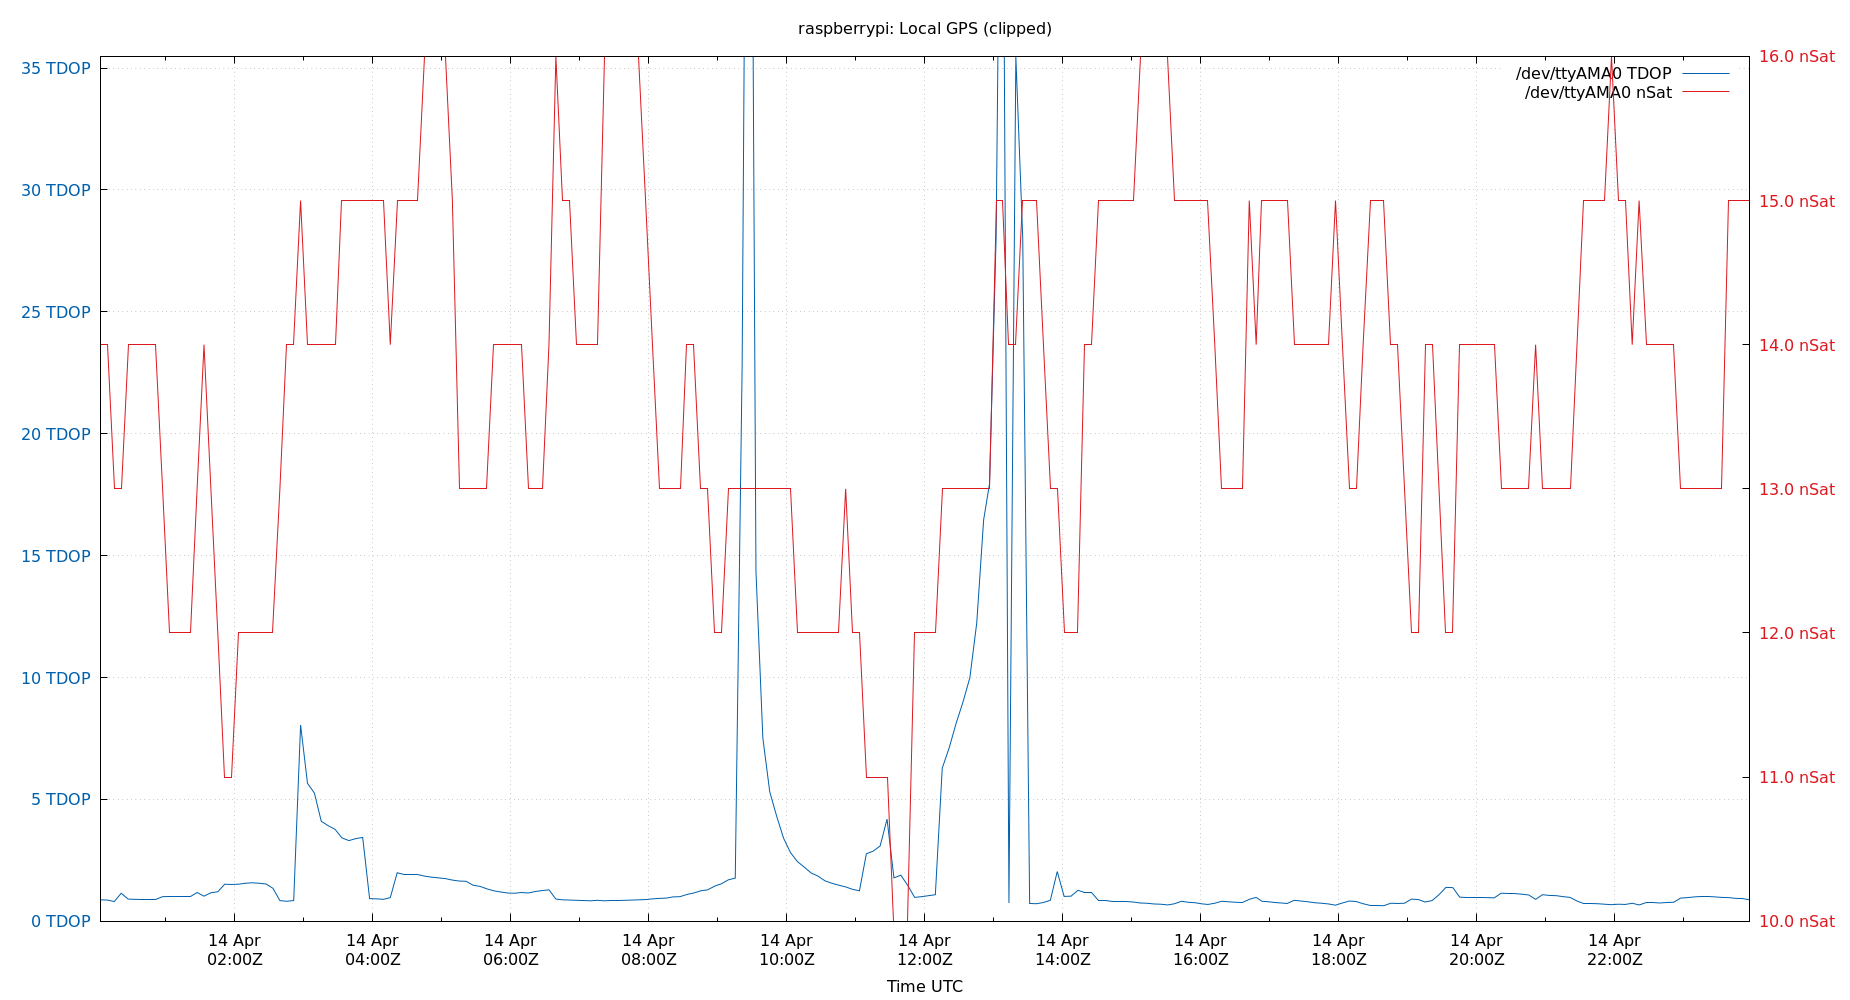 raspberrypi: Local GPS (clipped)
35 TDOP
30 TDOP
25 TDOP
20 TDOP
15 TDOP
10 TDOP
5 TDOP
0 TDOP
16.0 nSat
15.0 nSat
14.0 nSat
13.0 nSat
12.0 nSat
11.0 nSat
10.0 nSat
/dev/ttyAMA0 TDOP
/dev/ttyAMA0 nSat
14 Apr
02:00Z
14 Apr
04:00Z
14 Apr
06:00Z
14 Apr
08:00Z
14 Apr
10:00Z
14 Apr
12:00Z
14 Apr
14:00Z
14 Apr
16:00Z
14 Apr
18:00Z
14 Apr
20:00Z
14 Apr
22:00Z
Time UTC